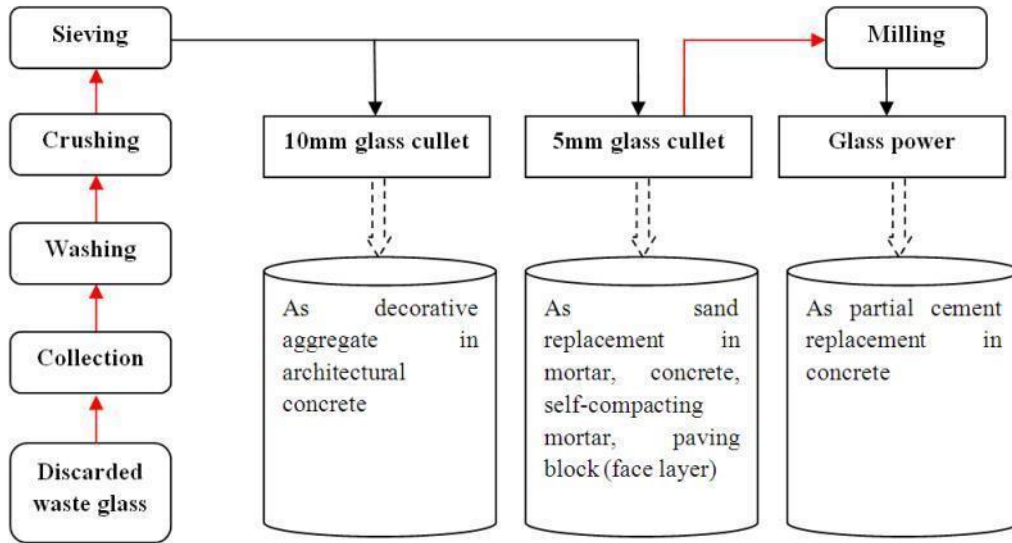 Sieving
Milling
Crushing
10mm glass cullet
5mm glass cullet
Glass power
Washing
Collection
Discarded
waste glass
As decorative
aggregate in
architectural
concrete
As sand
replacement in
mortar, concrete,
self-compacting
mortar, paving
block (face layer)
As partial cement
replacement in
concrete